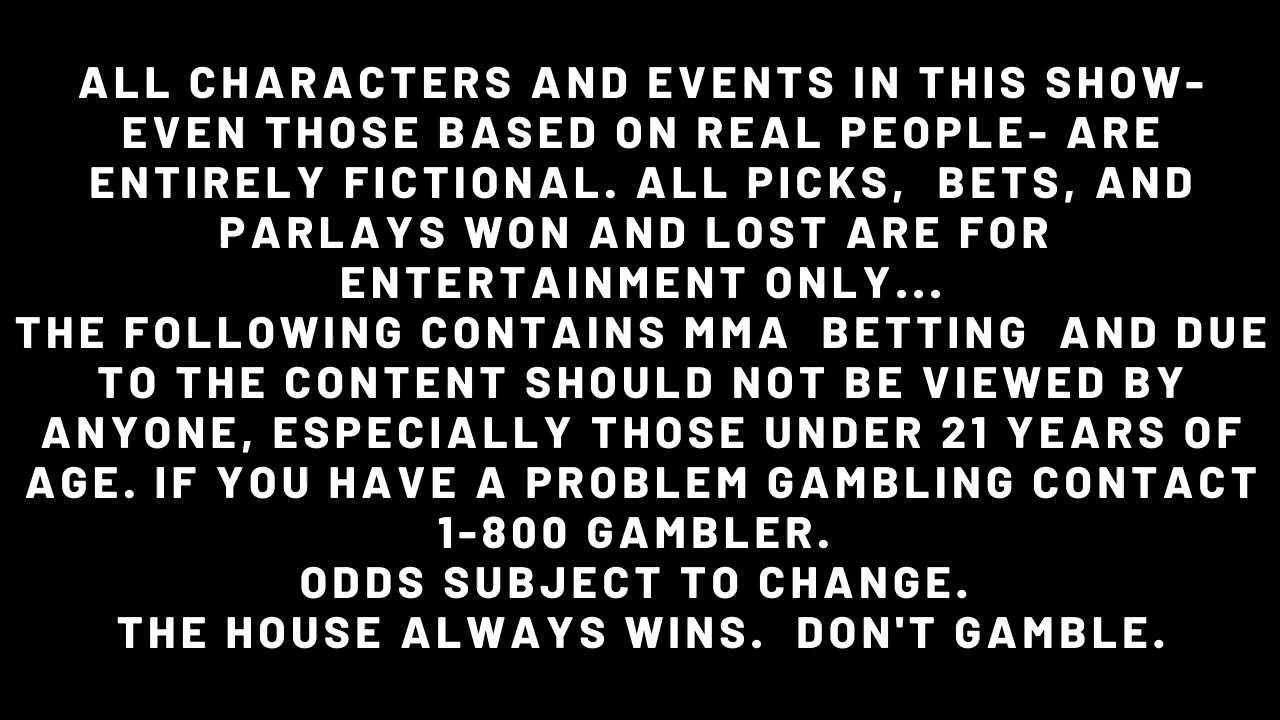 ALL CHARACTERS AND EVENTS IN THIS SHOW-
EVEN THOSE BASED ON REAL PEOPLE- ARE
ENTIRELY FICTIONAL. ALL PICKS,  BETS, AND
PARLAYS WON AND LOST ARE FOR
ENTERTAINMENT ONLY...
THE FOLLOWING CONTAINS MMA  BETTING  AND DUE
TO THE CONTENT SHOULD NOT BE VIEWED BY
ANYONE, ESPECIALLY THOSE UNDER 21 YEARS OF
AGE. IF YOU HAVE A PROBLEM GAMBLING CONTACT
1-800 GAMBLER.
ODDS SUBJECT TO CHANGE.
THE HOUSE ALWAYS WINS.  DON'T GAMBLE.